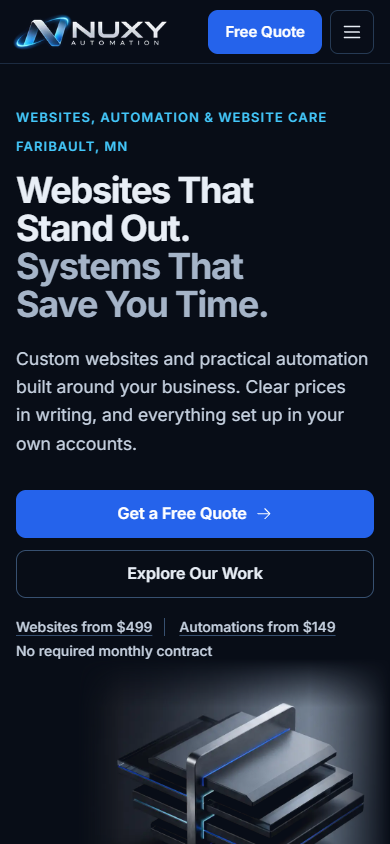 NUXY
AUTOMATION
Free Quote
WEBSITES, AUTOMATION & WEBSITE CARE
FARIBAULT, MN
Websites That
Stand Out.
Systems That
Save You Time.
Custom websites and practical automation
built around your business. Clear prices
in writing, and everything set up in your
own accounts.
Get a Free Quote →
Explore Our Work
Websites from $499 | Automations from $149
No required monthly contract